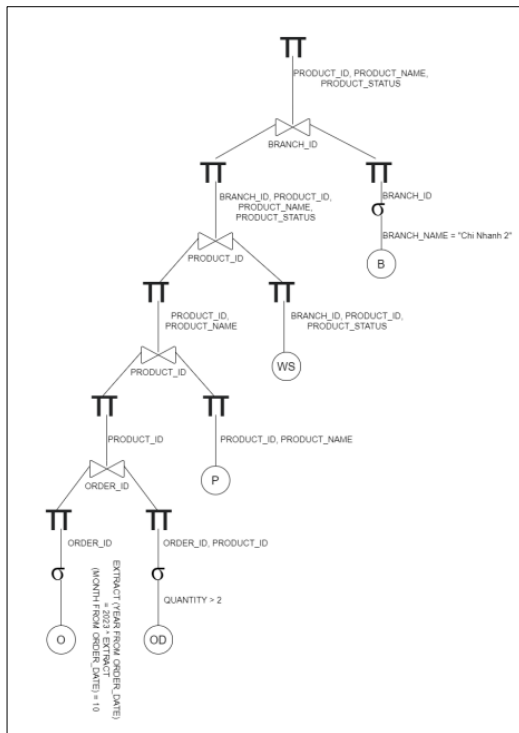 π
PRODUCT_ID, PRODUCT_NAME,
PRODUCT_STATUS
BRANCH_ID
π
π
BRANCH_ID, PRODUCT_ID,
PRODUCT_NAME,
PRODUCT_STATUS
BRANCH_ID
σ
BRANCH_NAME = "Chi Nhanh 2"
B
PRODUCT_ID
π
π
PRODUCT_ID,
PRODUCT_NAME
BRANCH_ID, PRODUCT_ID,
PRODUCT_STATUS
WS
PRODUCT_ID
π
π
PRODUCT_ID
PRODUCT_ID, PRODUCT_NAME
P
ORDER_ID
π
π
ORDER_ID
ORDER_ID, PRODUCT_ID
σ
σ
EXTRACT (YEAR FROM ORDER_DATE)
= 2023 ^ EXTRACT
(MONTH FROM ORDER_DATE) = 10
QUANTITY > 2
O
OD